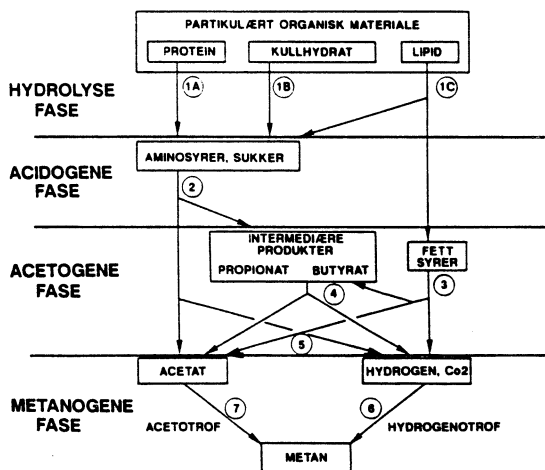 PARTIKULÆRT ORGANISK MATERIALE
PROTEIN
KULLHYDRAT
LIPID
1A
1B
1C
HYDROLYSE
FASE
AMINOSYRER, SUKKER
ACIDOGENE
FASE
2
INTERMEDIÆRE
PRODUKTER
PROPIONAT BUTYRAT
FETT
SYRER
ACETOGENE
FASE
4
3
5
ACETAT
HYDROGEN, Co2
METANOGENE
FASE
7
6
ACETOTROF
HYDROGENOTROF
METAN